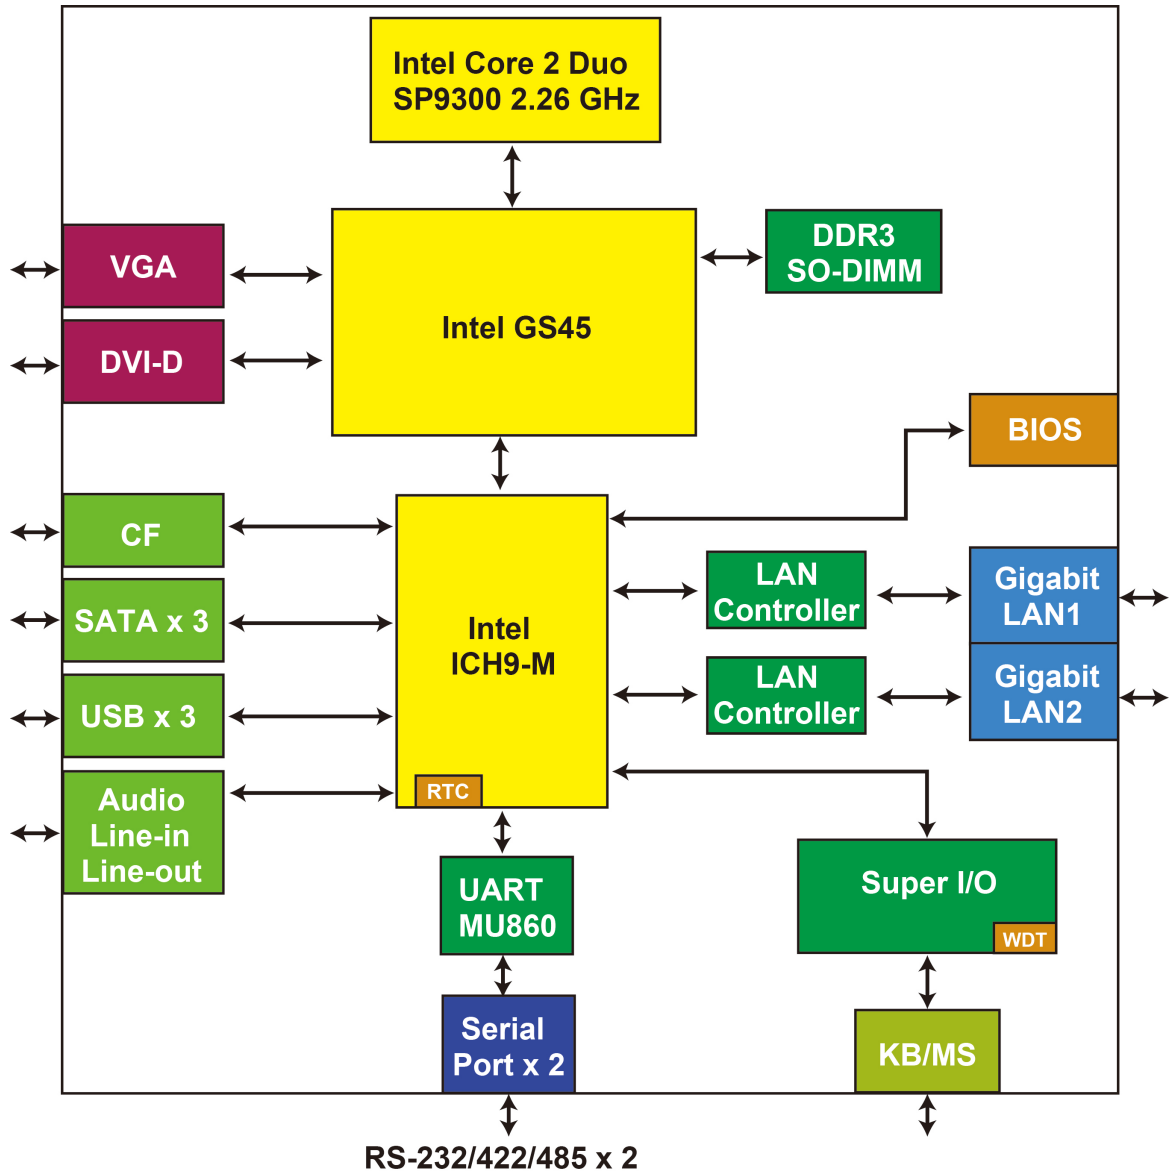 Intel Core 2 Duo
SP9300 2.26 GHz
VGA
DVI-D
Intel GS45
DDR3
SO-DIMM
BIOS
CF
SATA x 3
USB x 3
Audio
Line-in
Line-out
Intel
ICH9-M
RTC
LAN
Controller
LAN
Controller
Gigabit
LAN1
Gigabit
LAN2
UART
MU860
Super I/O
WDT
Serial
Port x 2
KB/MS
RS-232/422/485 x 2